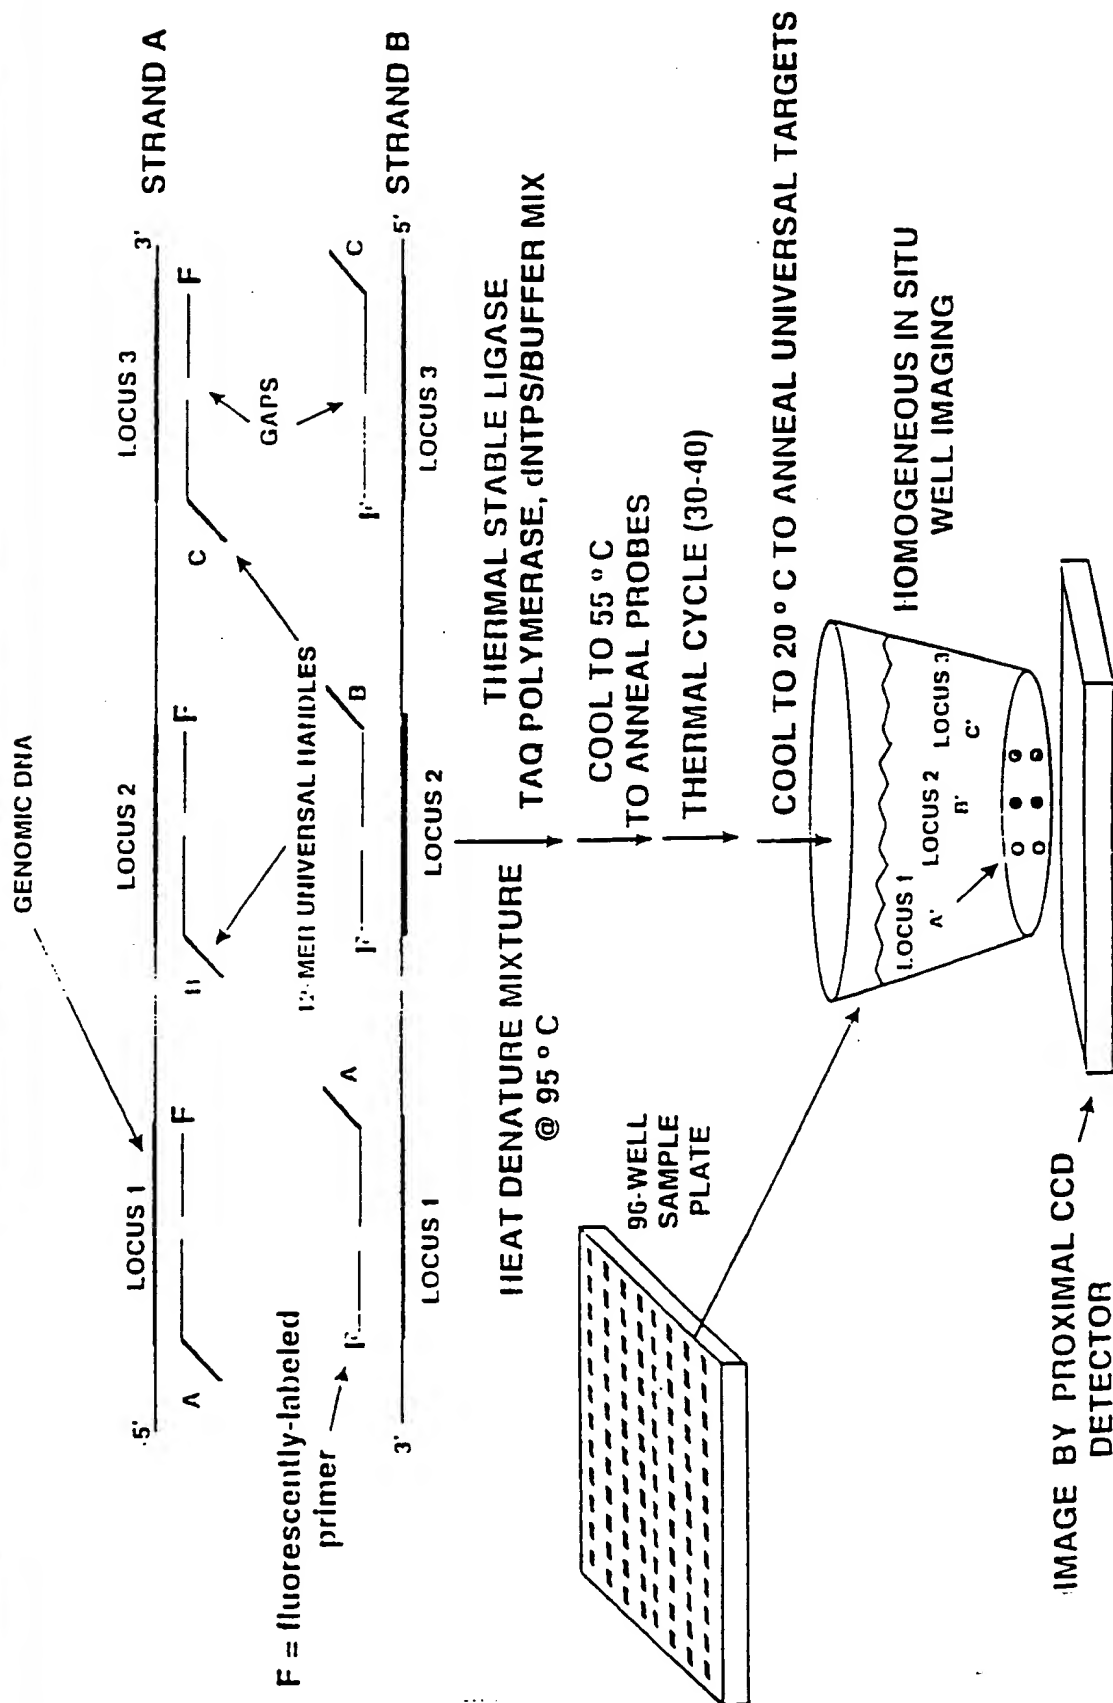 GENOMIC DNA
LOCUS 1
LOCUS 2
LOCUS 3
5'
3'
STRAND A
A
F
F
C
F
GAPS
12-MER UNIVERSAL HANDLES
F
A
F
B
F
C
3'
5'
STRAND B
LOCUS 1
LOCUS 2
LOCUS 3
F = fluorescently-labeled
primer
HEAT DENATURE MIXTURE
@ 95 °C
THERMAL STABLE LIGASE
TAQ POLYMERASE, dNTPS/BUFFER MIX
COOL TO 55 °C
TO ANNEAL PROBES
THERMAL CYCLE (30-40)
COOL TO 20 °C TO ANNEAL UNIVERSAL TARGETS
96-WELL
SAMPLE
PLATE
LOCUS 1
A'
LOCUS 2
B'
LOCUS 3
C'
HOMOGENEOUS IN SITU
WELL IMAGING
IMAGE BY PROXIMAL CCD
DETECTOR